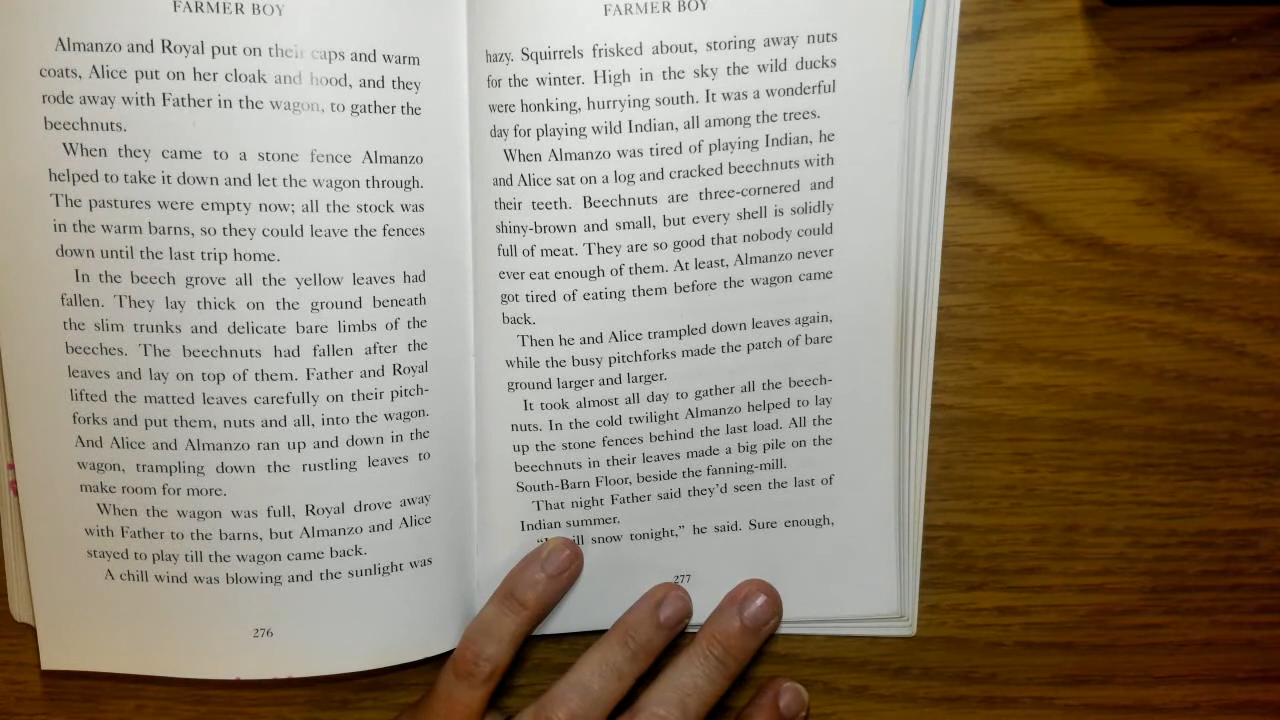 FARMER BOY
Almanzo and Royal put on their caps and warm
coats, Alice put on her cloak and hood, and they
rode away with Father in the wagon, to gather the
beechnuts.
When they came to a stone fence Almanzo
helped to take it down and let the wagon through.
The pastures were empty now; all the stock was
in the warm barns, so they could leave the fences
down until the last trip home.
In the beech grove all the yellow leaves had
fallen. They lay thick on the ground beneath
the slim trunks and delicate bare limbs of the
beeches. The beechnuts had fallen after the
leaves and lay on top of them. Father and Royal
lifted the matted leaves carefully on their pitch-
forks and put them, nuts and all, into the wagon.
And Alice and Almanzo ran up and down in the
wagon, trampling down the rustling leaves to
make room for more.
When the wagon was full, Royal drove away
with Father to the barns, but Almanzo and Alice
stayed to play till the wagon came back.
A chill wind was blowing and the sunlight was
276
FARMER BOY
hazy. Squirrels frisked about, storing away nuts
for the winter. High in the sky the wild ducks
were honking, hurrying south. It was a wonderful
day for playing wild Indian, all among the trees.
When Almanzo was tired of playing Indian, he
and Alice sat on a log and cracked beechnuts with
their teeth. Beechnuts are three-cornered and
shiny-brown and small, but every shell is solidly
full of meat. They are so good that nobody could
ever eat enough of them. At least, Almanzo never
got tired of eating them before the wagon came
back.
Then he and Alice trampled down leaves again,
while the busy pitchforks made the patch of bare
ground larger and larger.
It took almost all day to gather all the beech-
nuts. In the cold twilight Almanzo helped to lay
up the stone fences behind the last load. All the
beechnuts in their leaves made a big pile on the
South-Barn Floor, beside the fanning-mill.
That night Father said they'd seen the last of
Indian summer.
snow tonight," he said. Sure enough,
277